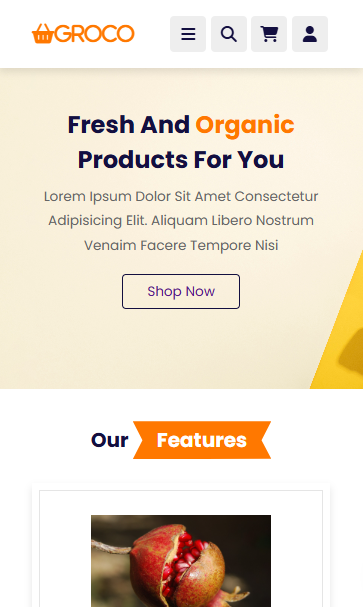 GROCO
Fresh And Organic
Products For You
Lorem Ipsum Dolor Sit Amet Consectetur
Adipisicing Elit. Aliquam Libero Nostrum
Venaim Facere Tempore Nisi
Shop Now
Our Features